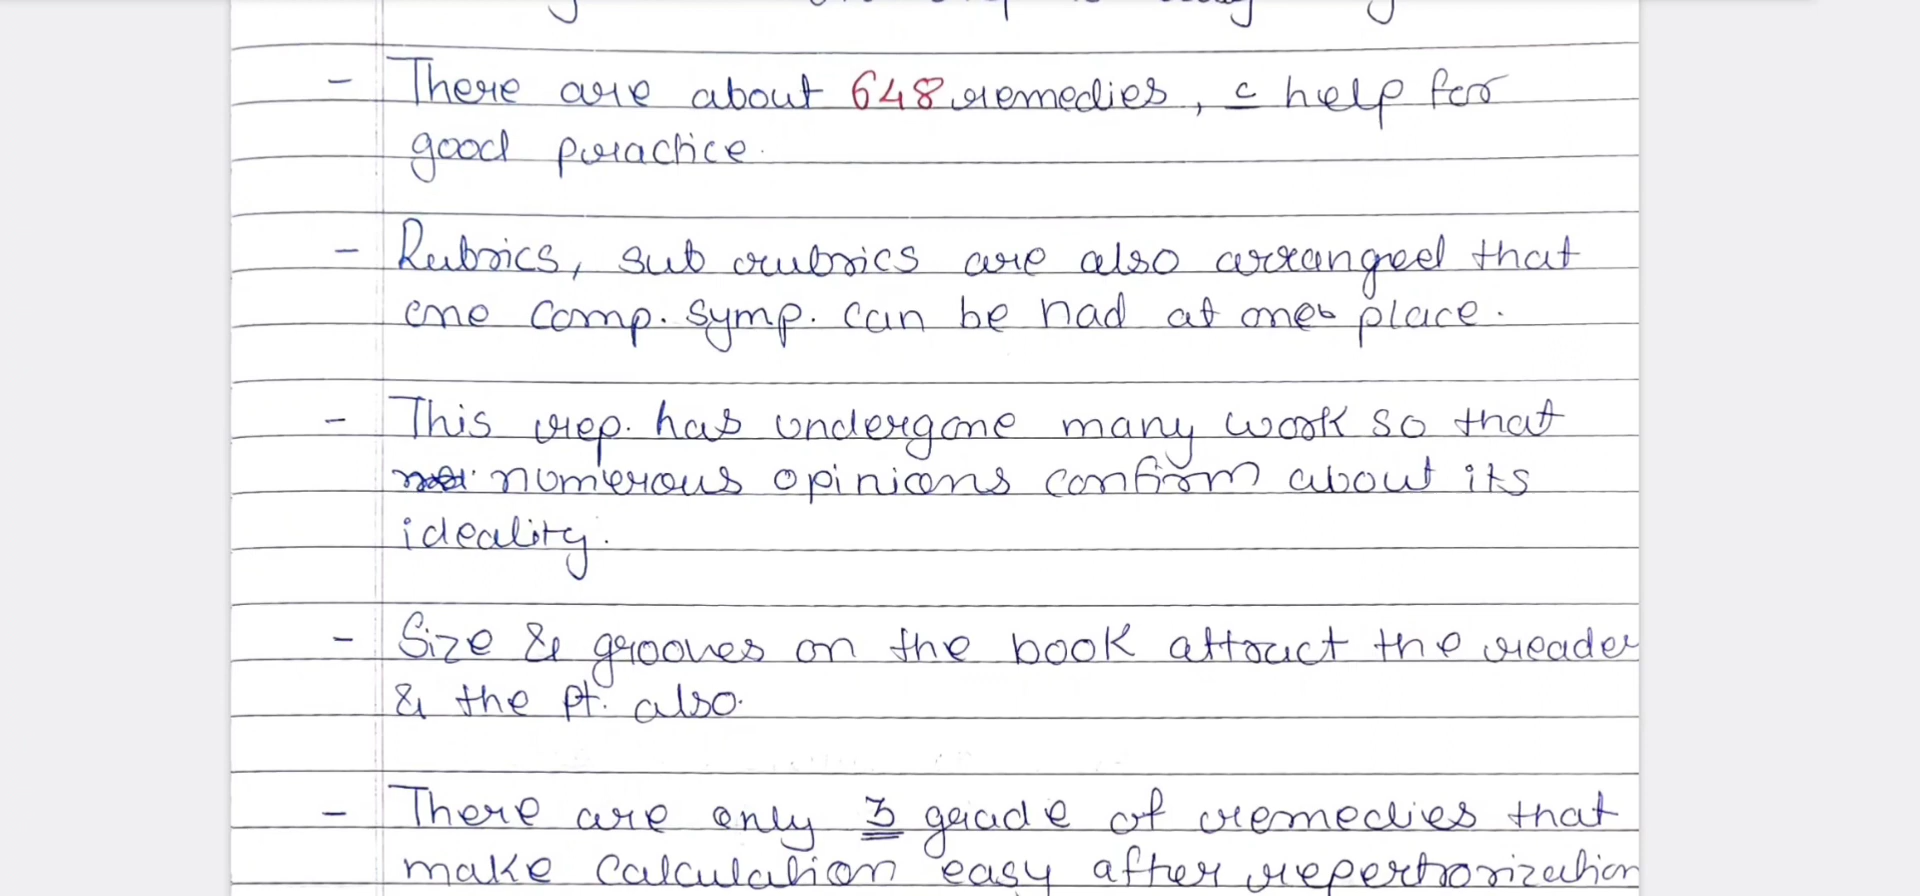 - There are about 648 remedies, c help for
good practice.
- Rubrics, sub rubrics are also arranged that
one comp. symp. can be had at one place.
- This rep. has undergone many work so that
numerous opinions confirm about its
ideality.
- Size & grooves on the book attract the reader
& the pt. also.
- There are only 3 grade of remedies that
make calculation easy after repertorization